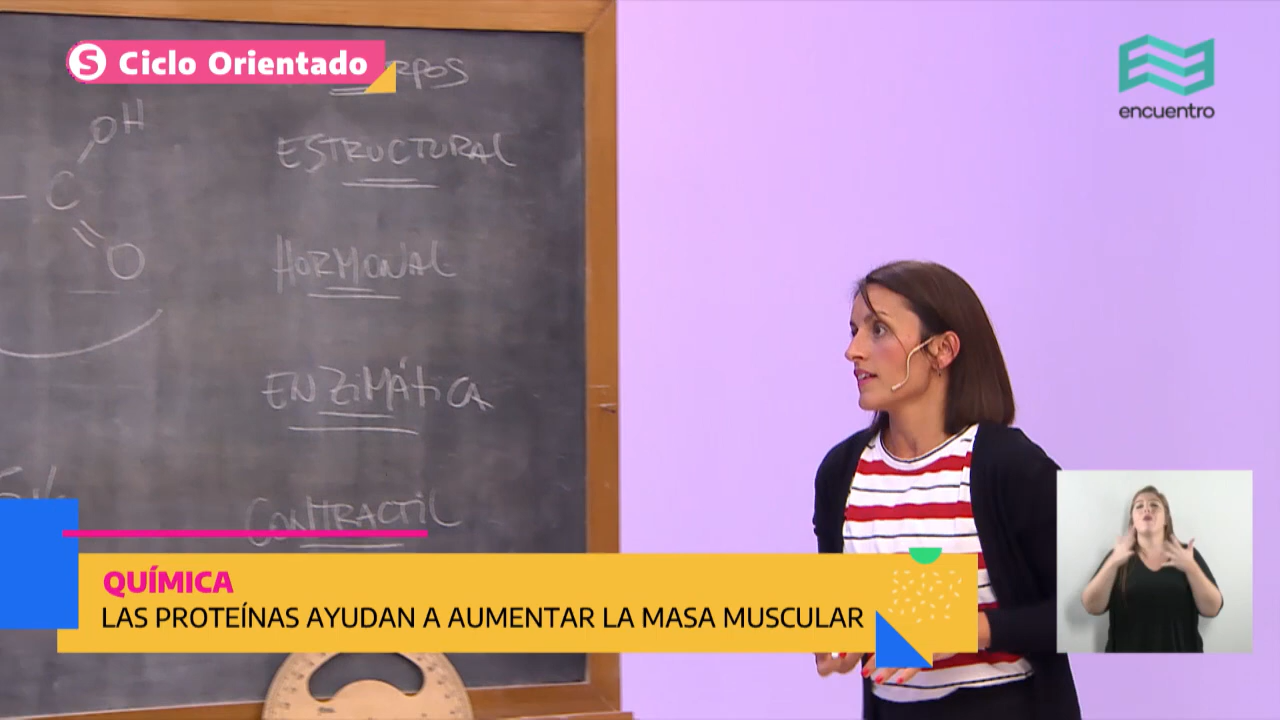 S Ciclo Orientado
encuentro
OH
ESTRUCTURAL
C
O
HORMONAL
ENZIMÁTICA
CONTRACTIL
QUÍMICA
LAS PROTEÍNAS AYUDAN A AUMENTAR LA MASA MUSCULAR